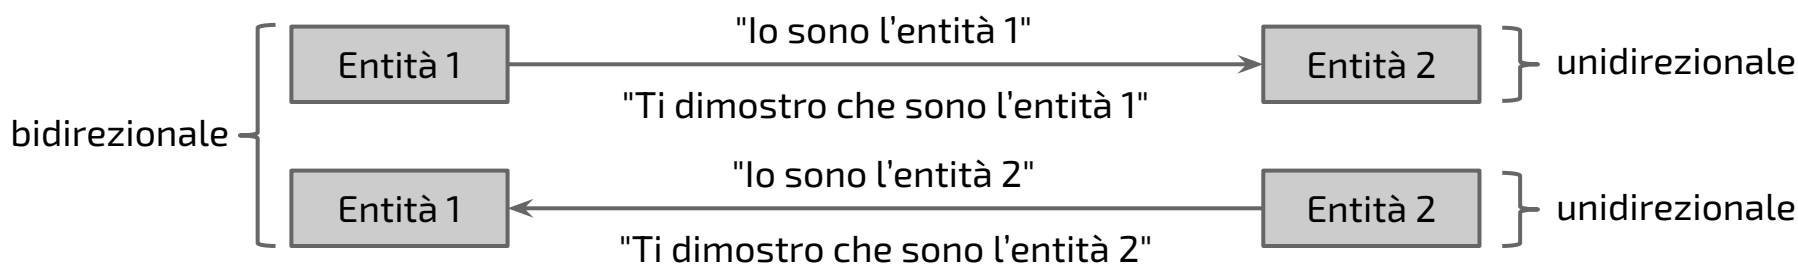 "Io sono l’entità 1"
Entità 1
Entità 2
unidirezionale
"Ti dimostro che sono l’entità 1"
bidirezionale
"Io sono l’entità 2"
Entità 1
Entità 2
unidirezionale
"Ti dimostro che sono l’entità 2"